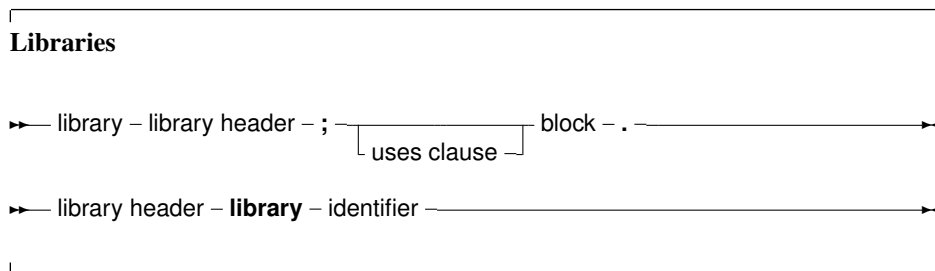 Libraries
library – library header – ; – block – .
uses clause
library header – library – identifier